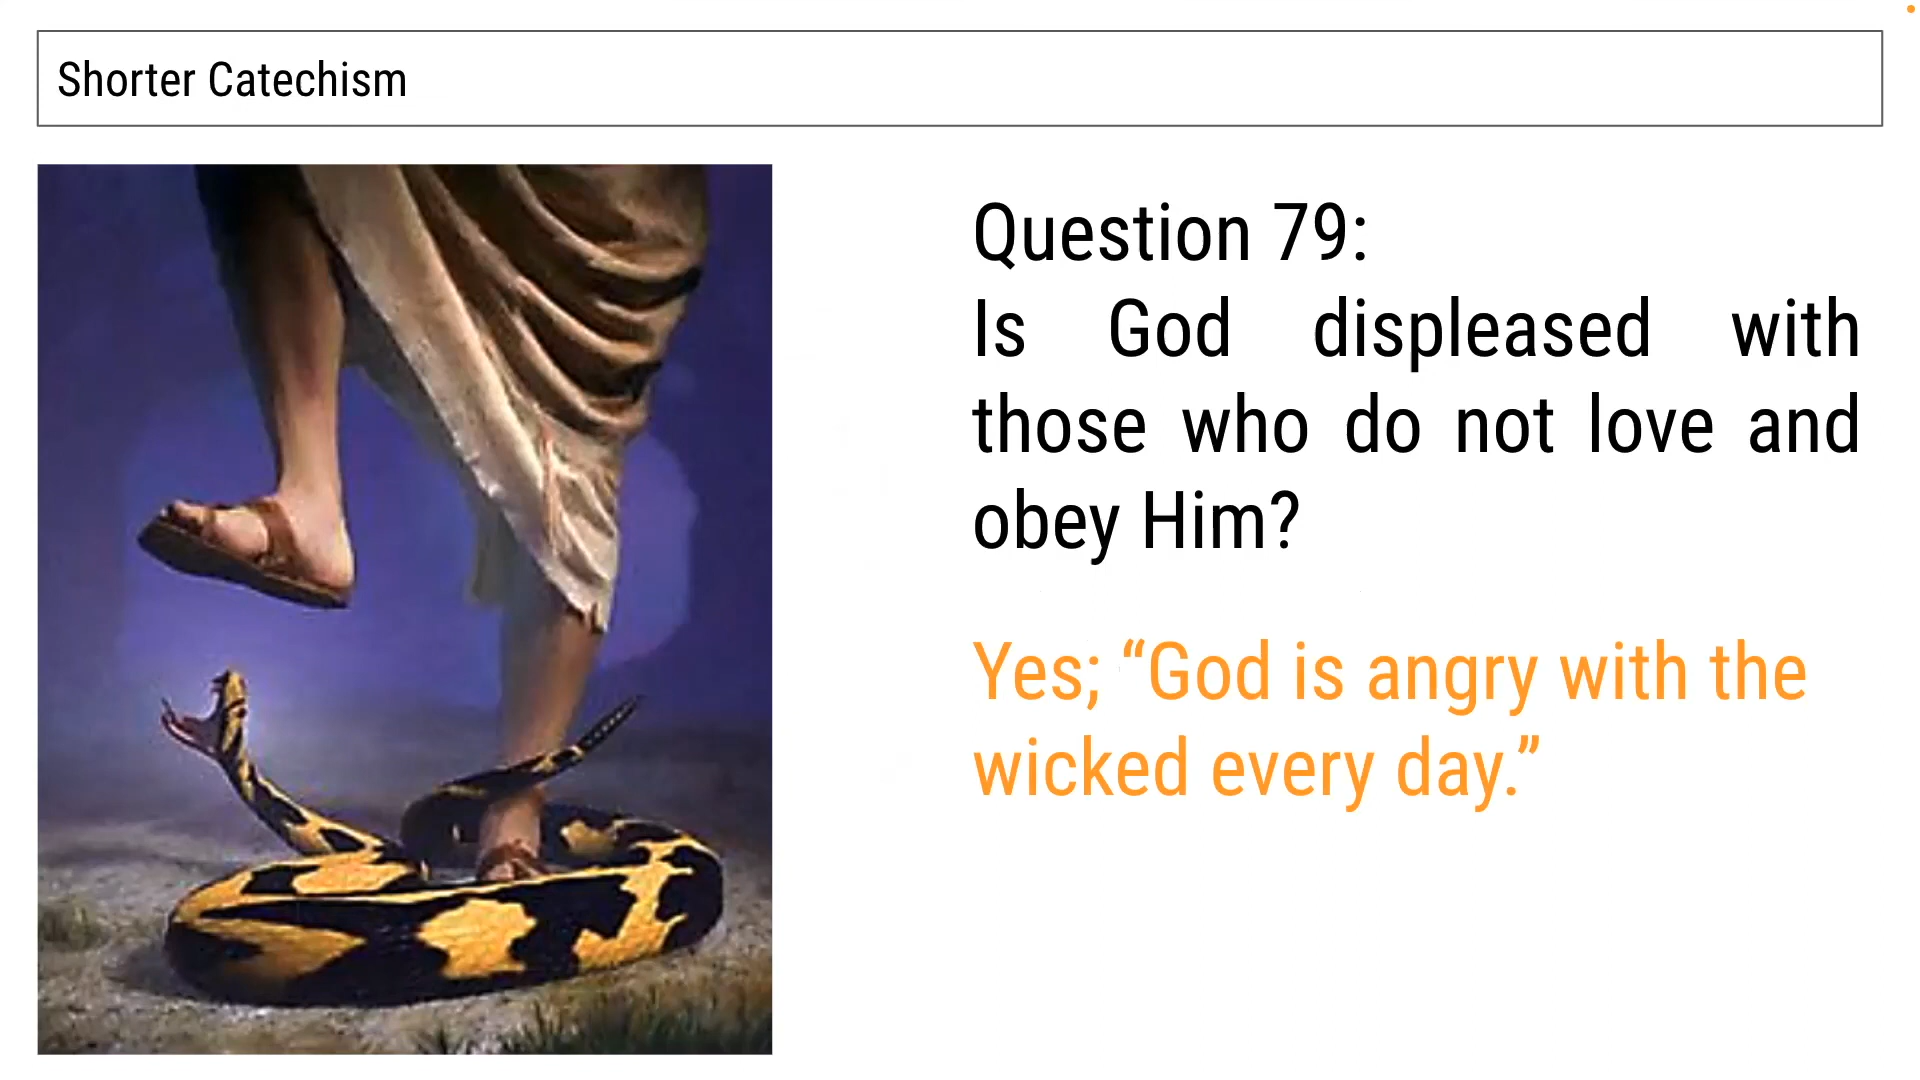 Shorter Catechism
Question 79:
Is God displeased with
those who do not love and
obey Him?
Yes; “God is angry with the
wicked every day.”